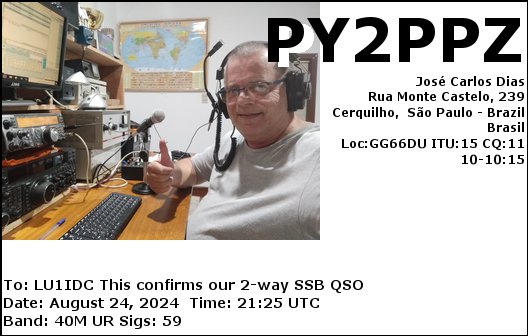 PY2PPZ
José Carlos Dias
Rua Monte Castelo, 239
Cerquilho, São Paulo - Brazil
Brasil
Loc:GG66DU ITU:15 CQ:11
10-10:15
To: LU1IDC This confirms our 2-way SSB QSO
Date: August 24, 2024 Time: 21:25 UTC
Band: 40M UR Sigs: 59